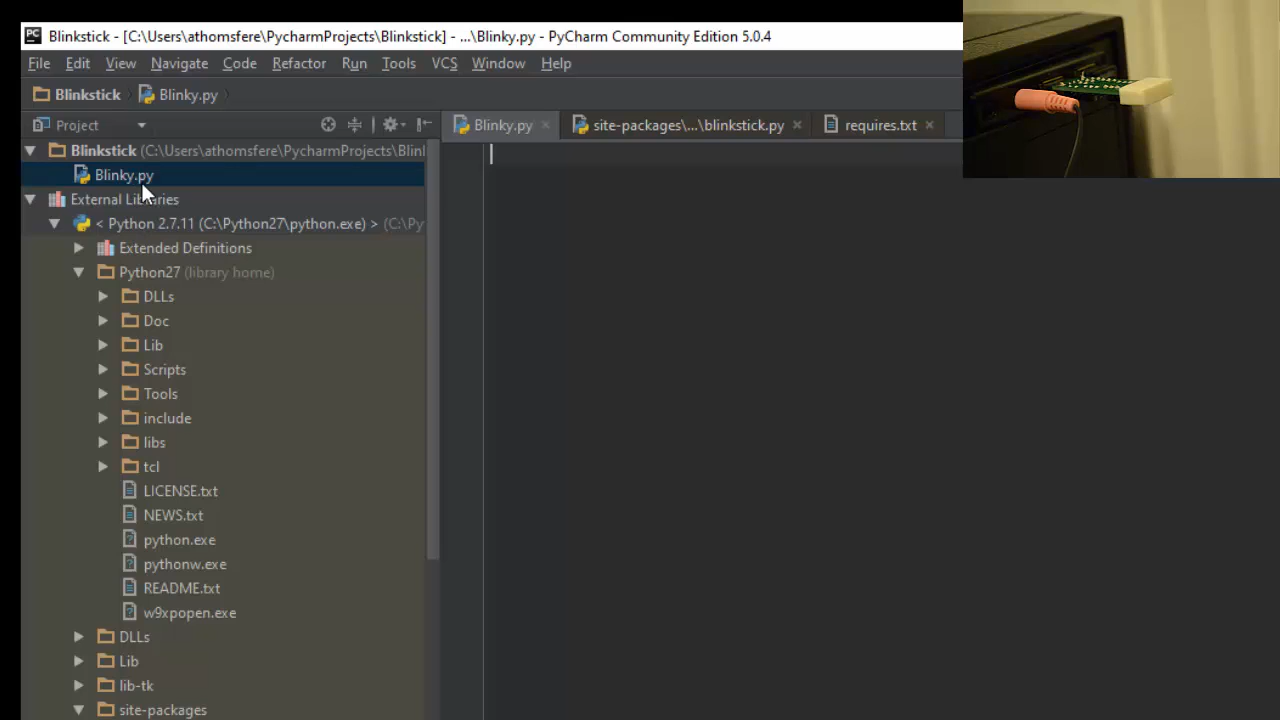 PC Blinkstick - [C:\Users\athomsfere\PycharmProjects\Blinkstick] - ...\Blinky.py - PyCharm Community Edition 5.0.4
File Edit View Navigate Code Refactor Run Tools VCS Window Help
Blinkstick Blinky.py
Project
Blinky.py site-packages\...\blinkstick.py requires.txt
Blinkstick (C:\Users\athomsfere\PycharmProjects\Blin
Blinky.py
External Libraries
< Python 2.7.11 (C:\Python27\python.exe) > (C:\Py
Extended Definitions
Python27 (library home)
DLLs
Doc
Lib
Scripts
Tools
include
libs
tcl
LICENSE.txt
NEWS.txt
python.exe
pythonw.exe
README.txt
w9xpopen.exe
DLLs
Lib
lib-tk
site-packages